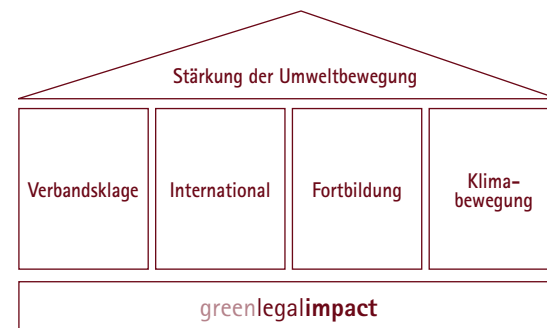 Stärkung der Umweltbewegung
Verbandsklage
International
Fortbildung
Klima-
bewegung
greenlegalimpact